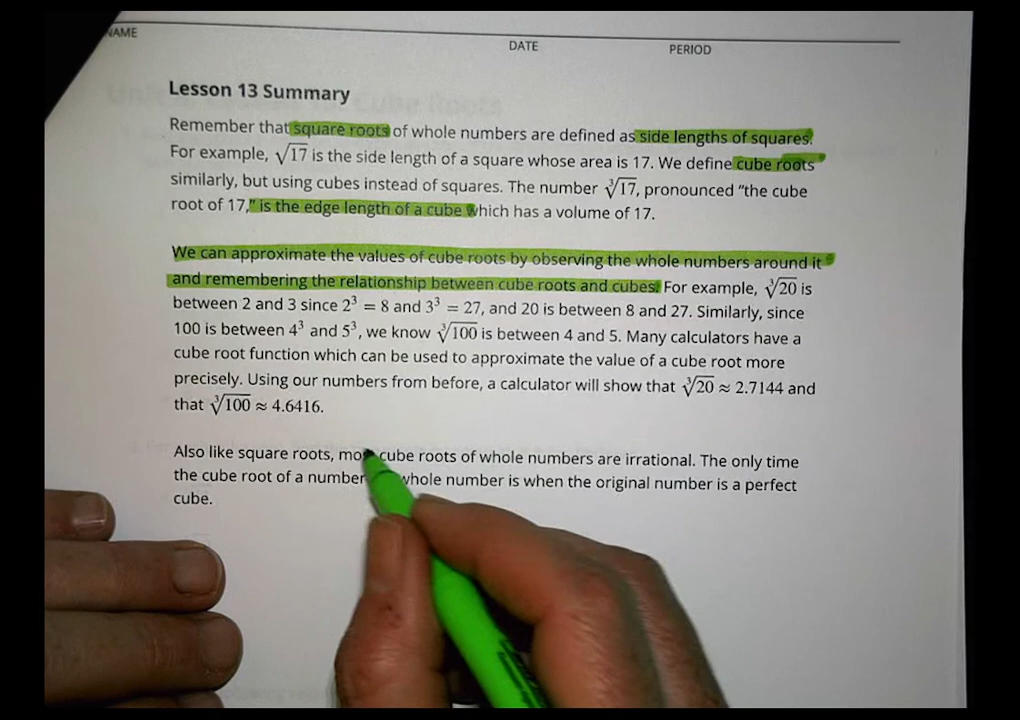 NAME
DATE
PERIOD
Lesson 13 Summary
Remember that square roots of whole numbers are defined as side lengths of squares.
For example, √17 is the side length of a square whose area is 17. We define cube roots
similarly, but using cubes instead of squares. The number ∛17, pronounced "the cube
root of 17," is the edge length of a cube which has a volume of 17.
We can approximate the values of cube roots by observing the whole numbers around it
and remembering the relationship between cube roots and cubes. For example, ∛20 is
between 2 and 3 since 2³ = 8 and 3³ = 27, and 20 is between 8 and 27. Similarly, since
100 is between 4³ and 5³, we know ∛100 is between 4 and 5. Many calculators have a
cube root function which can be used to approximate the value of a cube root more
precisely. Using our numbers from before, a calculator will show that ∛20 ≈ 2.7144 and
that ∛100 ≈ 4.6416.
Also like square roots, cube roots of whole numbers are irrational. The only time
the cube root of a number whole number is when the original number is a perfect
cube.